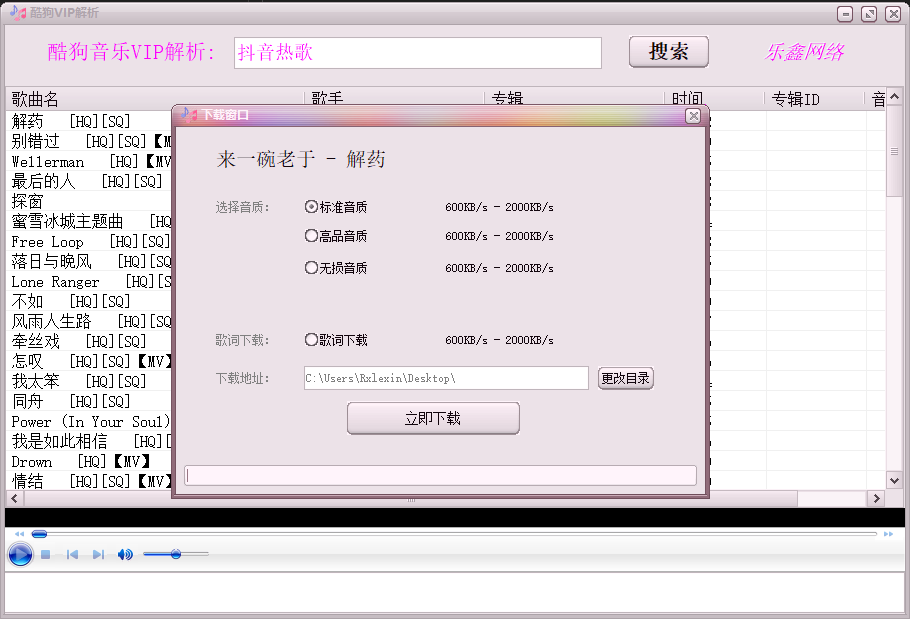 酷狗VIP解析
酷狗音乐VIP解析: 抖音热歌 搜索 乐鑫网络
歌曲名 歌手 专辑 时间 专辑ID 音
下载窗口
解药 [HQ][SQ]
别错过 [HQ][SQ]【M
Wellerman [HQ]【MV
最后的人 [HQ][SQ]
探窗
蜜雪冰城主题曲 [HQ
Free Loop [HQ][SQ]
落日与晚风 [HQ][SQ
Lone Ranger [HQ][S
不如 [HQ][SQ]
风雨人生路 [HQ][SQ
牵丝戏 [HQ][SQ]
怎叹 [HQ][SQ]【MV】
我太笨 [HQ][SQ]
同舟 [HQ][SQ]
Power (In Your Soul)
我是如此相信 [HQ][
Drown [HQ]【MV】
情结 [HQ][SQ]【MV】
来一碗老于 - 解药
选择音质: 标准音质 600KB/s - 2000KB/s
高品音质 600KB/s - 2000KB/s
无损音质 600KB/s - 2000KB/s
歌词下载: 歌词下载 600KB/s - 2000KB/s
下载地址: C:\Users\Rxlexin\Desktop\ 更改目录
立即下载